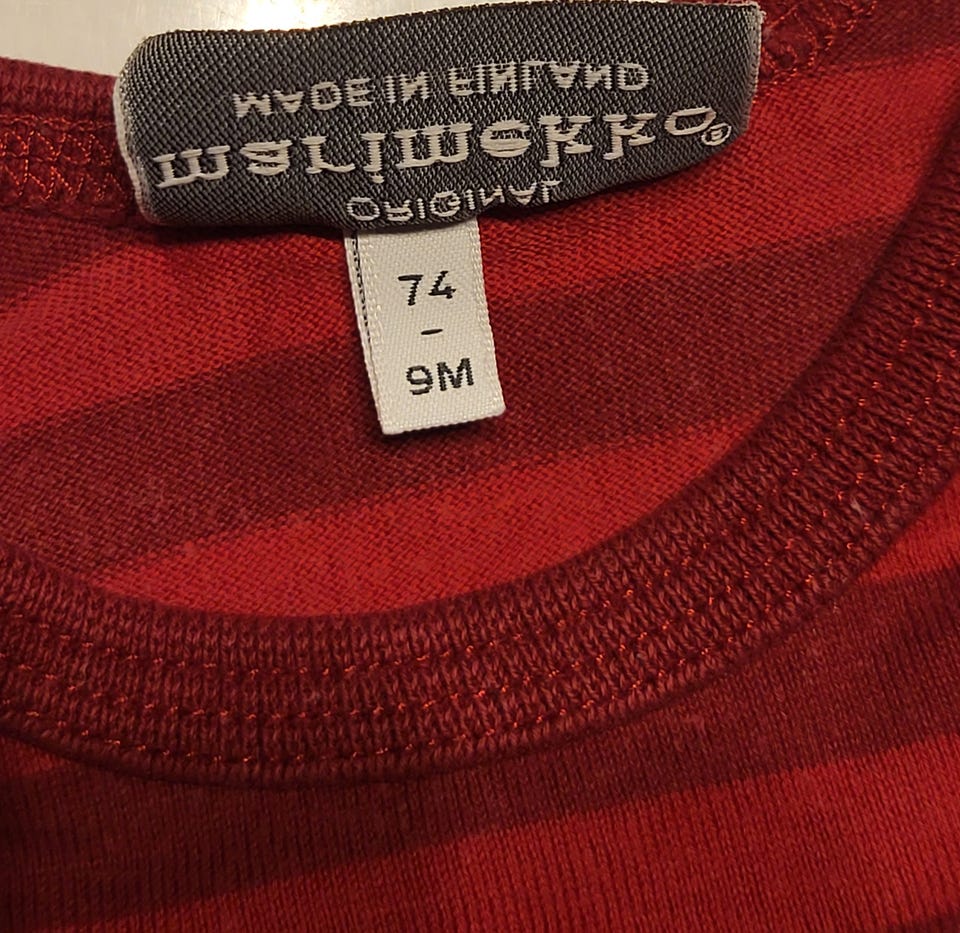 ORIGINAL
marimekko®
MADE IN FINLAND
74
-
9M